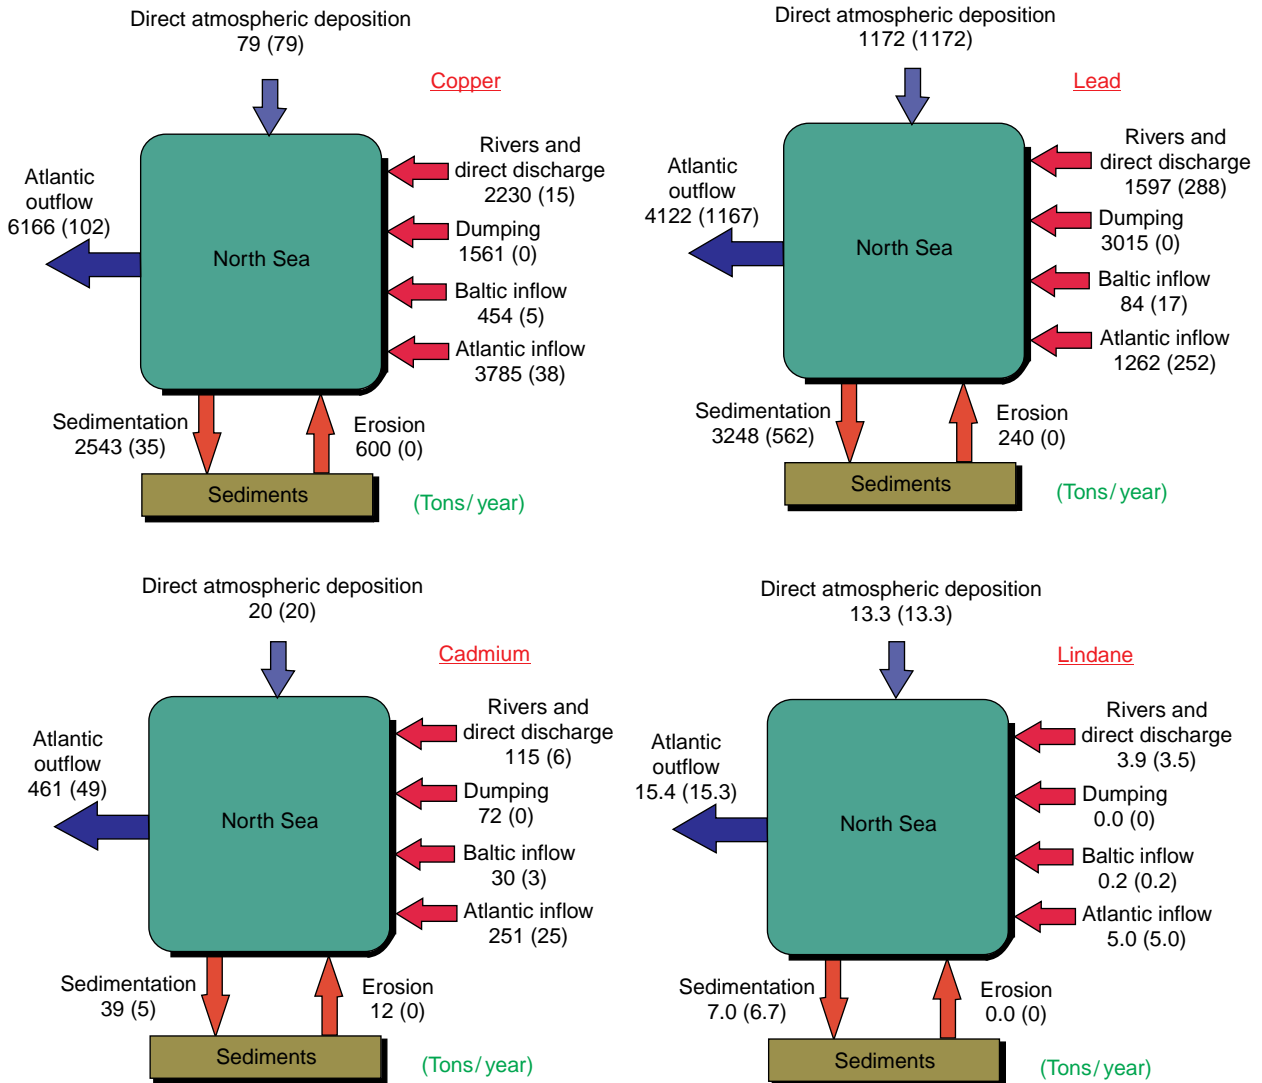 Direct atmospheric deposition
79 (79)
Copper
Rivers and
direct discharge
2230 (15)
Atlantic
outflow
6166 (102)
Dumping
1561 (0)
North Sea
Baltic inflow
454 (5)
Atlantic inflow
3785 (38)
Sedimentation
2543 (35)
Erosion
600 (0)
Sediments
(Tons/year)
Direct atmospheric deposition
1172 (1172)
Lead
Rivers and
direct discharge
1597 (288)
Atlantic
outflow
4122 (1167)
Dumping
3015 (0)
North Sea
Baltic inflow
84 (17)
Atlantic inflow
1262 (252)
Sedimentation
3248 (562)
Erosion
240 (0)
Sediments
(Tons/year)
Direct atmospheric deposition
20 (20)
Cadmium
Rivers and
direct discharge
115 (6)
Atlantic
outflow
461 (49)
Dumping
72 (0)
North Sea
Baltic inflow
30 (3)
Atlantic inflow
251 (25)
Sedimentation
39 (5)
Erosion
12 (0)
Sediments
(Tons/year)
Direct atmospheric deposition
13.3 (13.3)
Lindane
Rivers and
direct discharge
3.9 (3.5)
Atlantic
outflow
15.4 (15.3)
Dumping
0.0 (0)
North Sea
Baltic inflow
0.2 (0.2)
Atlantic inflow
5.0 (5.0)
Sedimentation
7.0 (6.7)
Erosion
0.0 (0)
Sediments
(Tons/year)